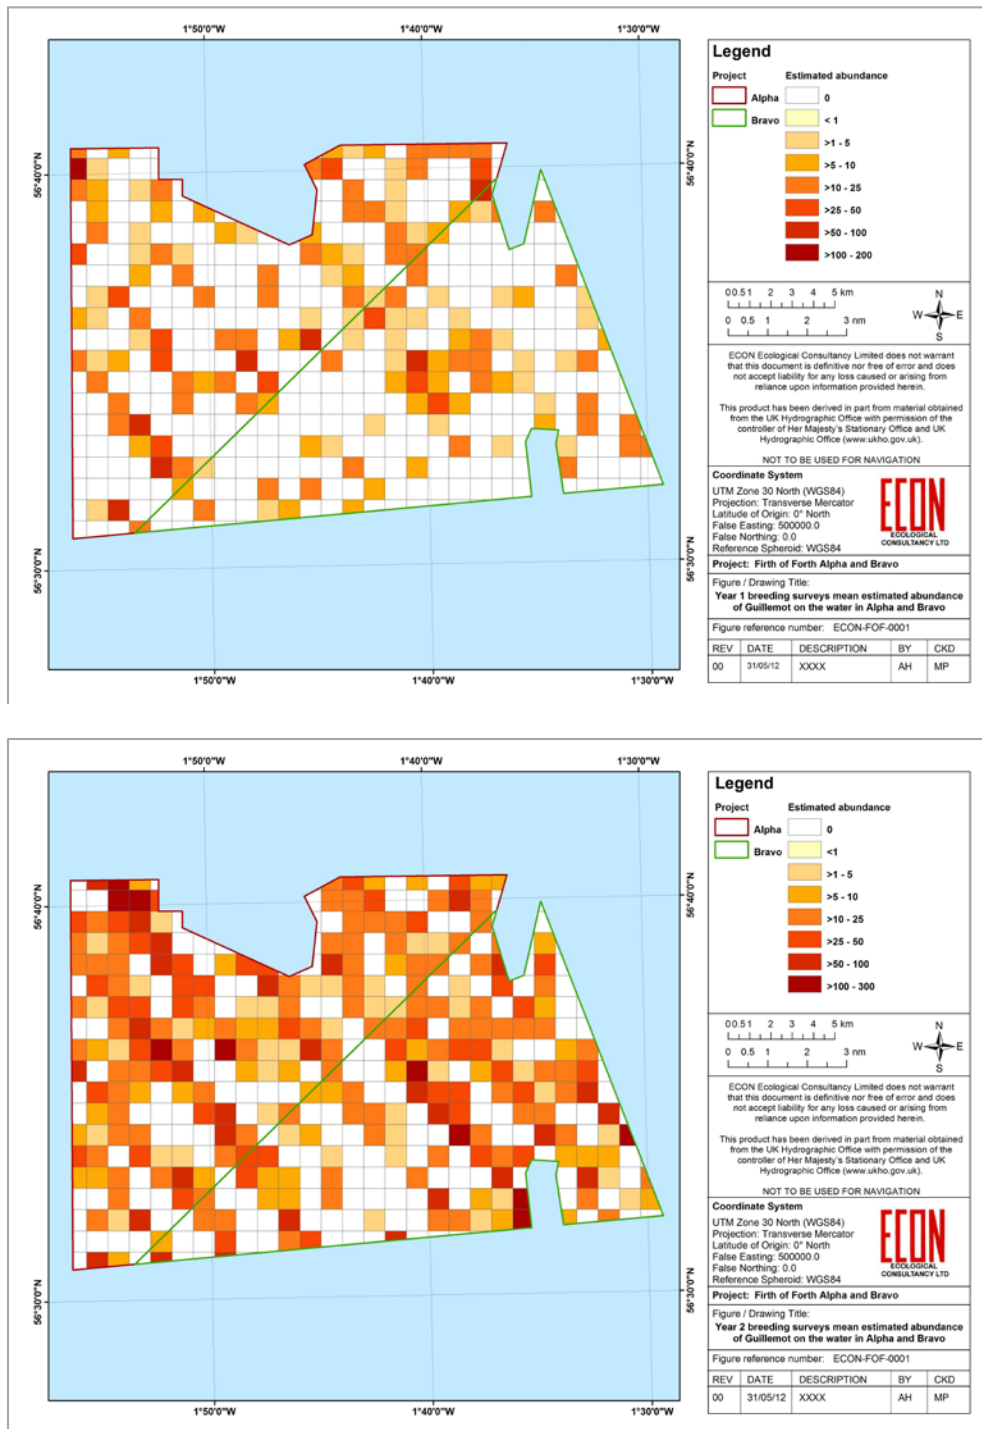 1°50'0"W 1°40'0"W 1°30'0"W
56°40'0"N 56°40'0"N
56°30'0"N 56°30'0"N
1°50'0"W 1°40'0"W 1°30'0"W
Legend
Project Estimated abundance
Alpha 0
Bravo < 1
>1 - 5
>5 - 10
>10 - 25
>25 - 50
>50 - 100
>100 - 200
0 0.5 1 2 3 4 5 km
0 0.5 1 2 3 nm
N
W E
S
ECON Ecological Consultancy Limited does not warrant
that this document is definitive nor free of error and does
not accept liability for any loss caused or arising from
reliance upon information provided herein.
This product has been derived in part from material obtained
from the UK Hydrographic Office with permission of the
controller of Her Majesty's Stationary Office and UK
Hydrographic Office (www.ukho.gov.uk).
NOT TO BE USED FOR NAVIGATION
Coordinate System
UTM Zone 30 North (WGS84)
Projection: Transverse Mercator
Latitude of Origin: 0° North
False Easting: 500000.0
False Northing: 0.0
Reference Spheroid: WGS84
ECON
ECOLOGICAL
CONSULTANCY LTD
Project: Firth of Forth Alpha and Bravo
Figure / Drawing Title:
Year 1 breeding surveys mean estimated abundance
of Guillemot on the water in Alpha and Bravo
Figure reference number: ECON-FOF-0001
REV DATE DESCRIPTION BY CKD
00 31/05/12 XXXX AH MP
1°50'0"W 1°40'0"W 1°30'0"W
56°40'0"N 56°40'0"N
56°30'0"N 56°30'0"N
1°50'0"W 1°40'0"W 1°30'0"W
Legend
Project Estimated abundance
Alpha 0
Bravo <1
>1 - 5
>5 - 10
>10 - 25
>25 - 50
>50 - 100
>100 - 300
0 0.5 1 2 3 4 5 km
0 0.5 1 2 3 nm
N
W E
S
ECON Ecological Consultancy Limited does not warrant
that this document is definitive nor free of error and does
not accept liability for any loss caused or arising from
reliance upon information provided herein.
This product has been derived in part from material obtained
from the UK Hydrographic Office with permission of the
controller of Her Majesty's Stationary Office and UK
Hydrographic Office (www.ukho.gov.uk).
NOT TO BE USED FOR NAVIGATION
Coordinate System
UTM Zone 30 North (WGS84)
Projection: Transverse Mercator
Latitude of Origin: 0° North
False Easting: 500000.0
False Northing: 0.0
Reference Spheroid: WGS84
ECON
ECOLOGICAL
CONSULTANCY LTD
Project: Firth of Forth Alpha and Bravo
Figure / Drawing Title:
Year 2 breeding surveys mean estimated abundance
of Guillemot on the water in Alpha and Bravo
Figure reference number: ECON-FOF-0001
REV DATE DESCRIPTION BY CKD
00 31/05/12 XXXX AH MP